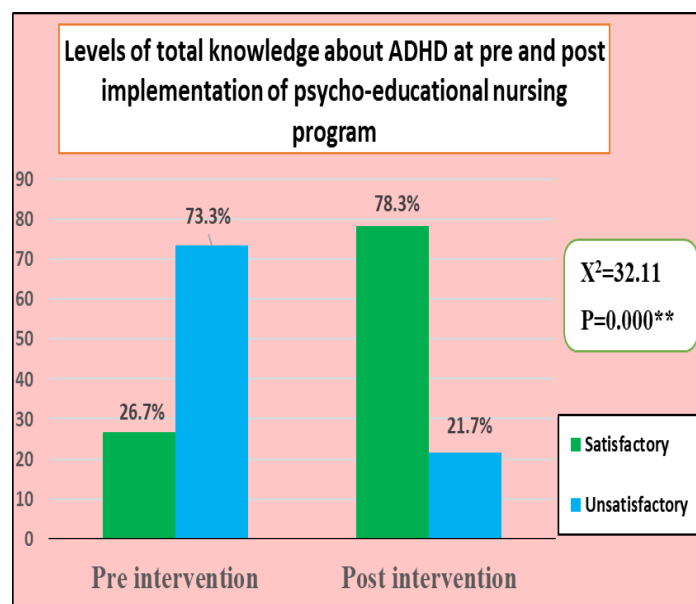 Levels of total knowledge about ADHD at pre and post
implementation of psycho-educational nursing
program
90
80
70
60
50
40
30
20
10
0
26.7%
73.3%
78.3%
21.7%
Pre intervention
Post intervention
X²=32.11
P=0.000**
Satisfactory
Unsatisfactory